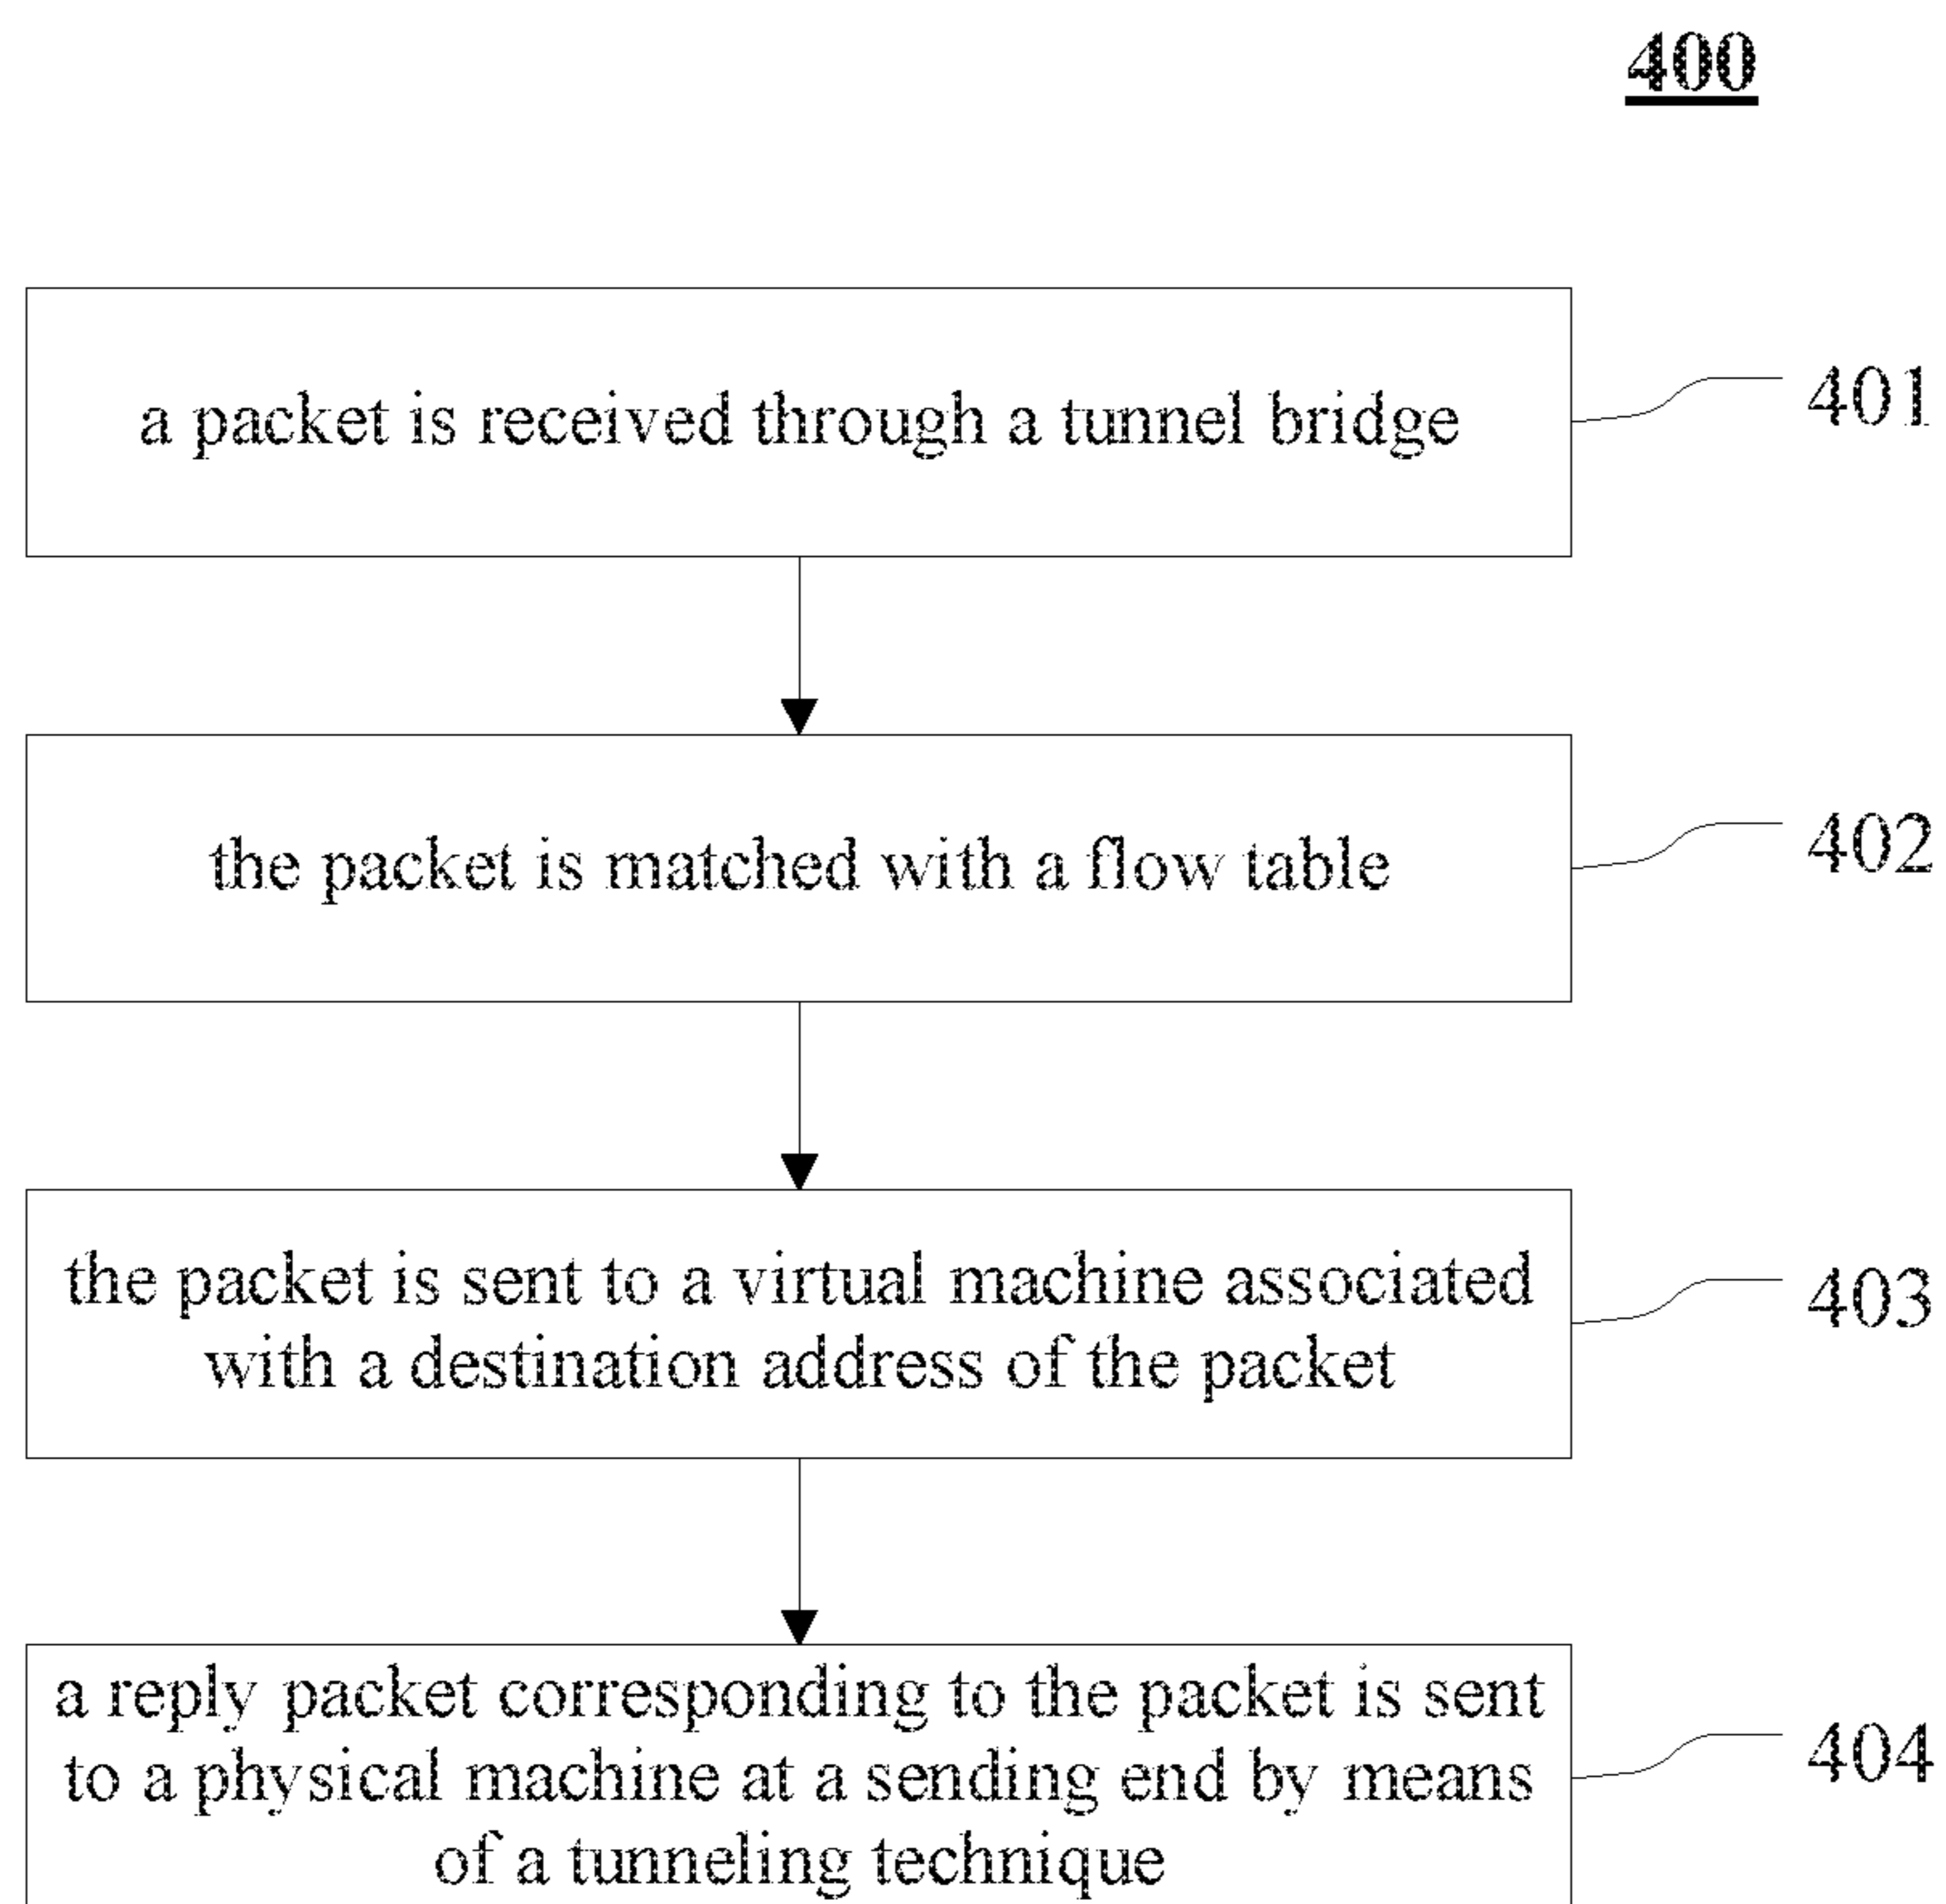 400
a packet is received through a tunnel bridge
401
the packet is matched with a flow table
402
the packet is sent to a virtual machine associated
with a destination address of the packet
403
a reply packet corresponding to the packet is sent
to a physical machine at a sending end by means
of a tunneling technique
404